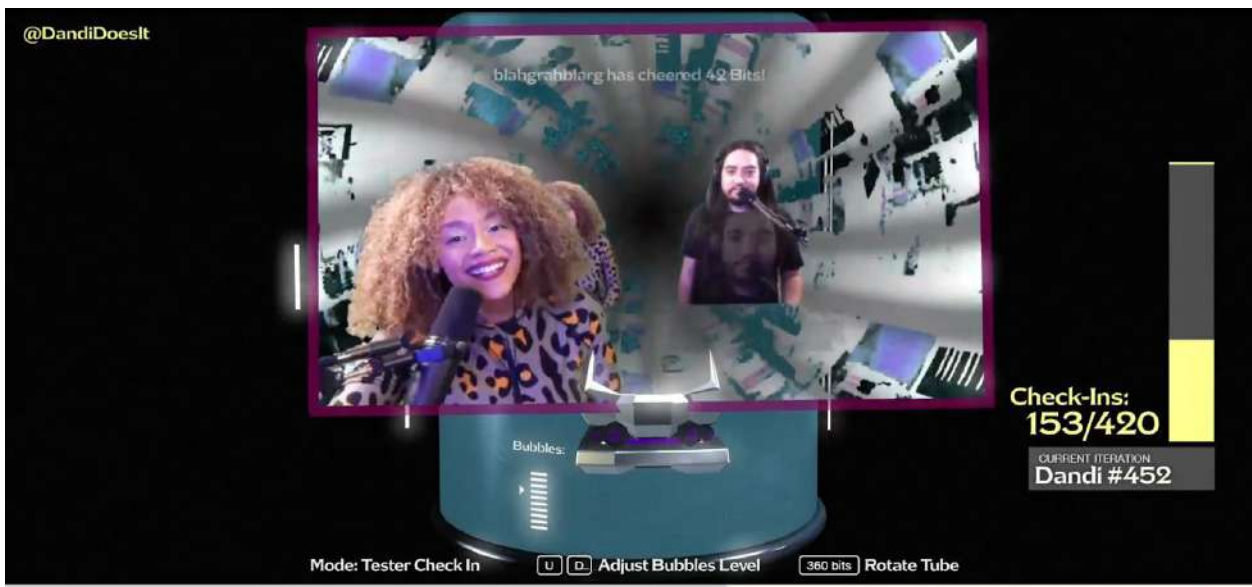 @DandiDoesIt
blahgrahblarg has cheered 42 Bits!
Check-Ins:
153/420
CURRENT ITERATION
Dandi #452
Bubbles:
Mode: Tester Check In
U D Adjust Bubbles Level
360 bits Rotate Tube